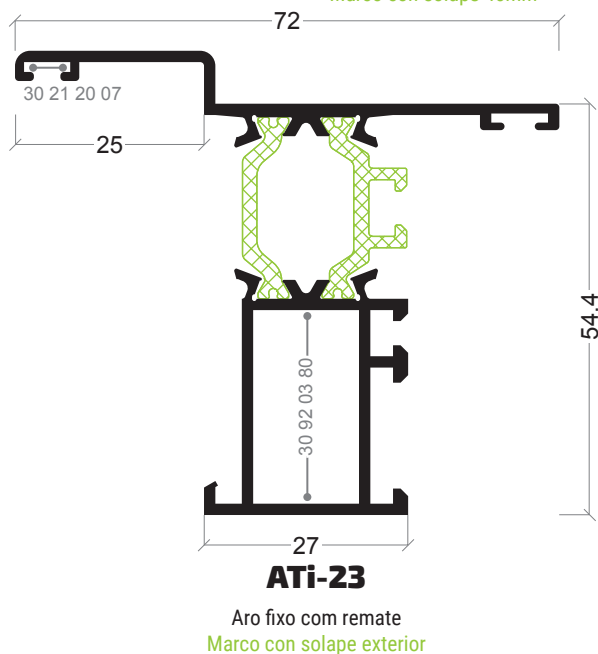 72
30 21 20 07
25
54.4
30 92 03 80
27
ATi-23
Aro fixo com remate
Marco con solape exterior